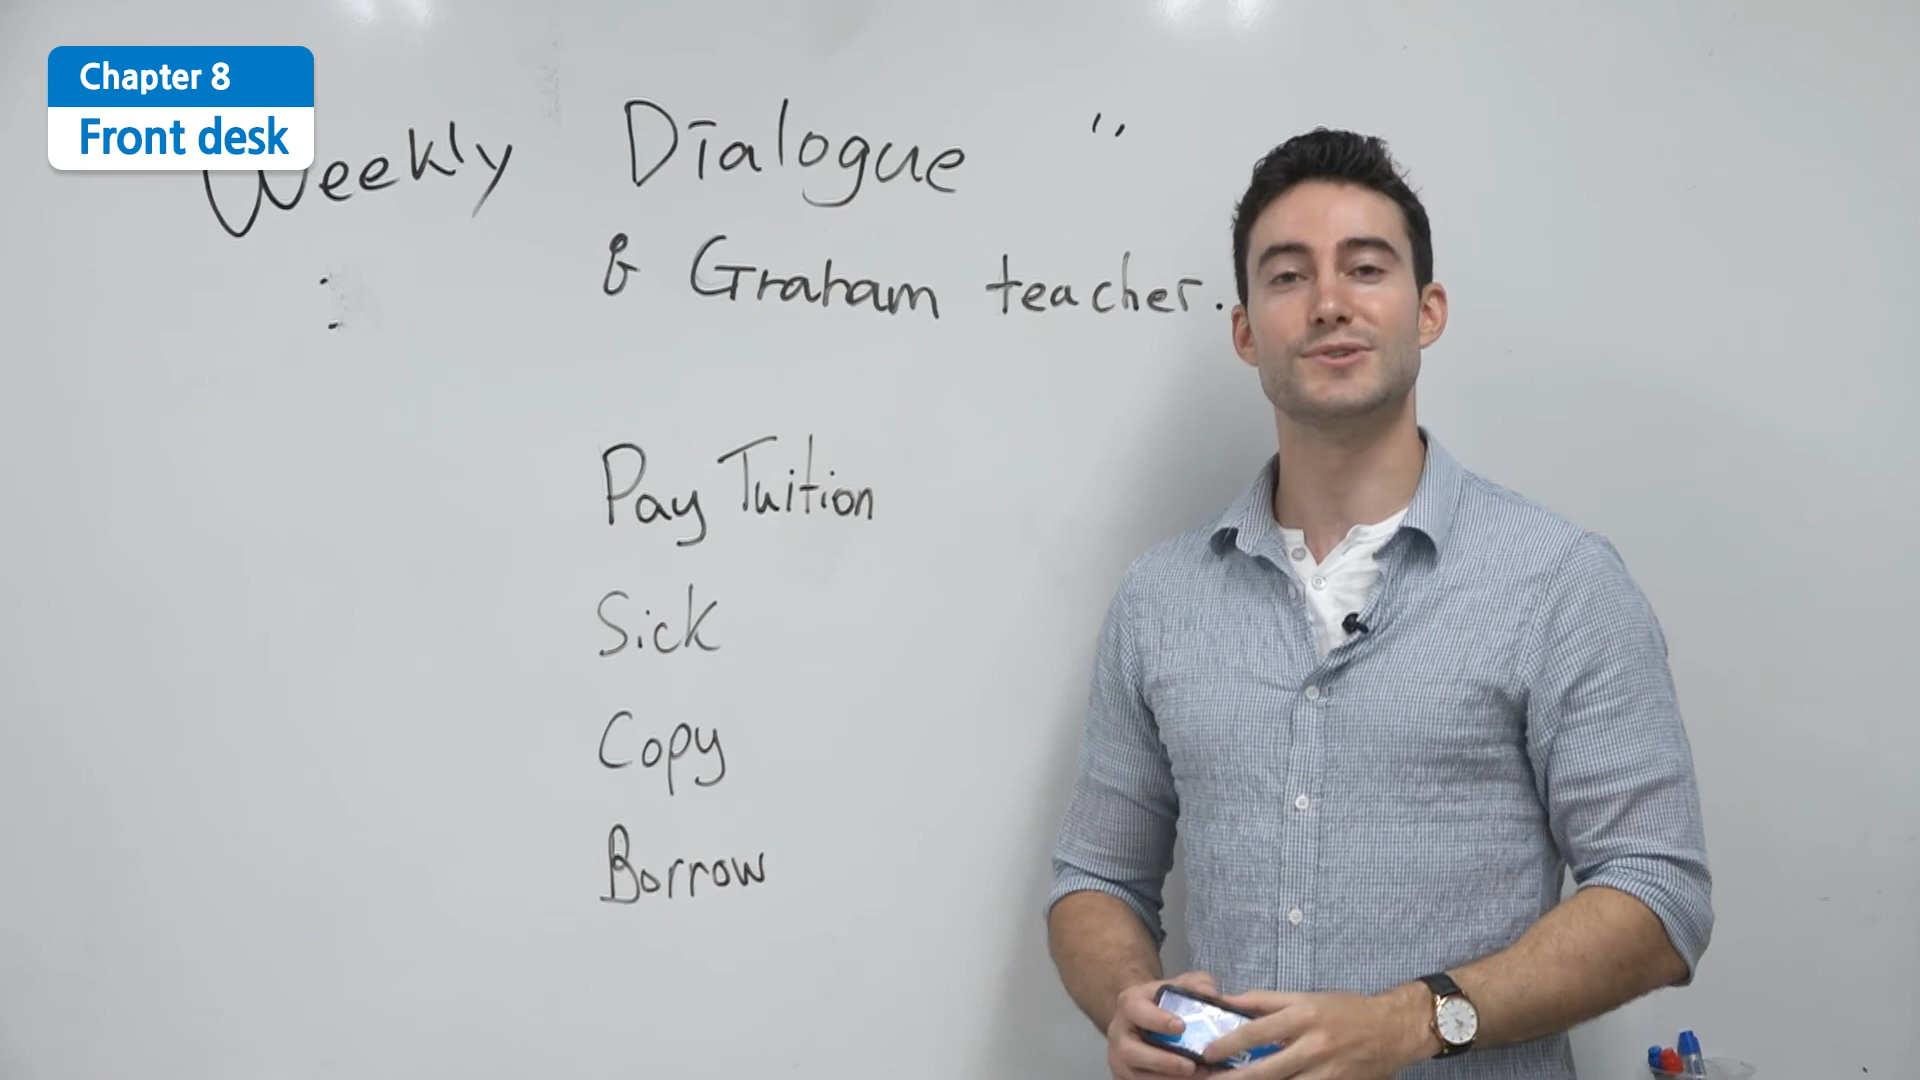 Chapter 8
Front desk
Weekly Dialogue "
& Graham teacher.
:
Pay Tuition
Sick
Copy
Borrow